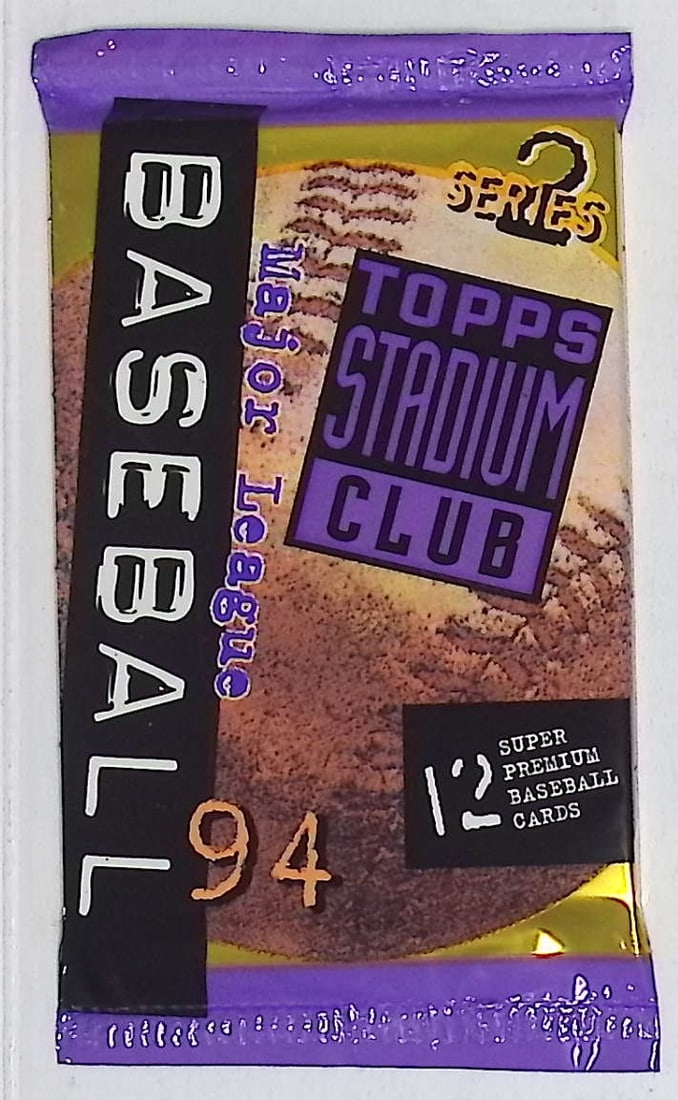 SERIES 2
TOPPS
STADIUM
CLUB
BASEBALL
Major League
94
12
SUPER
PREMIUM
BASEBALL
CARDS